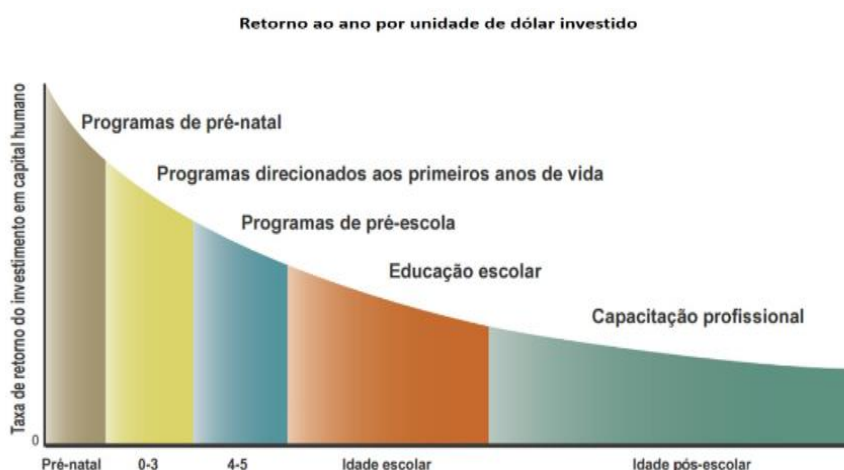 Retorno ao ano por unidade de dólar investido
Taxa de retorno do investimento em capital humano
Programas de pré-natal
Programas direcionados aos primeiros anos de vida
Programas de pré-escola
Educação escolar
Capacitação profissional
0
Pré-natal
0-3
4-5
Idade escolar
Idade pós-escolar